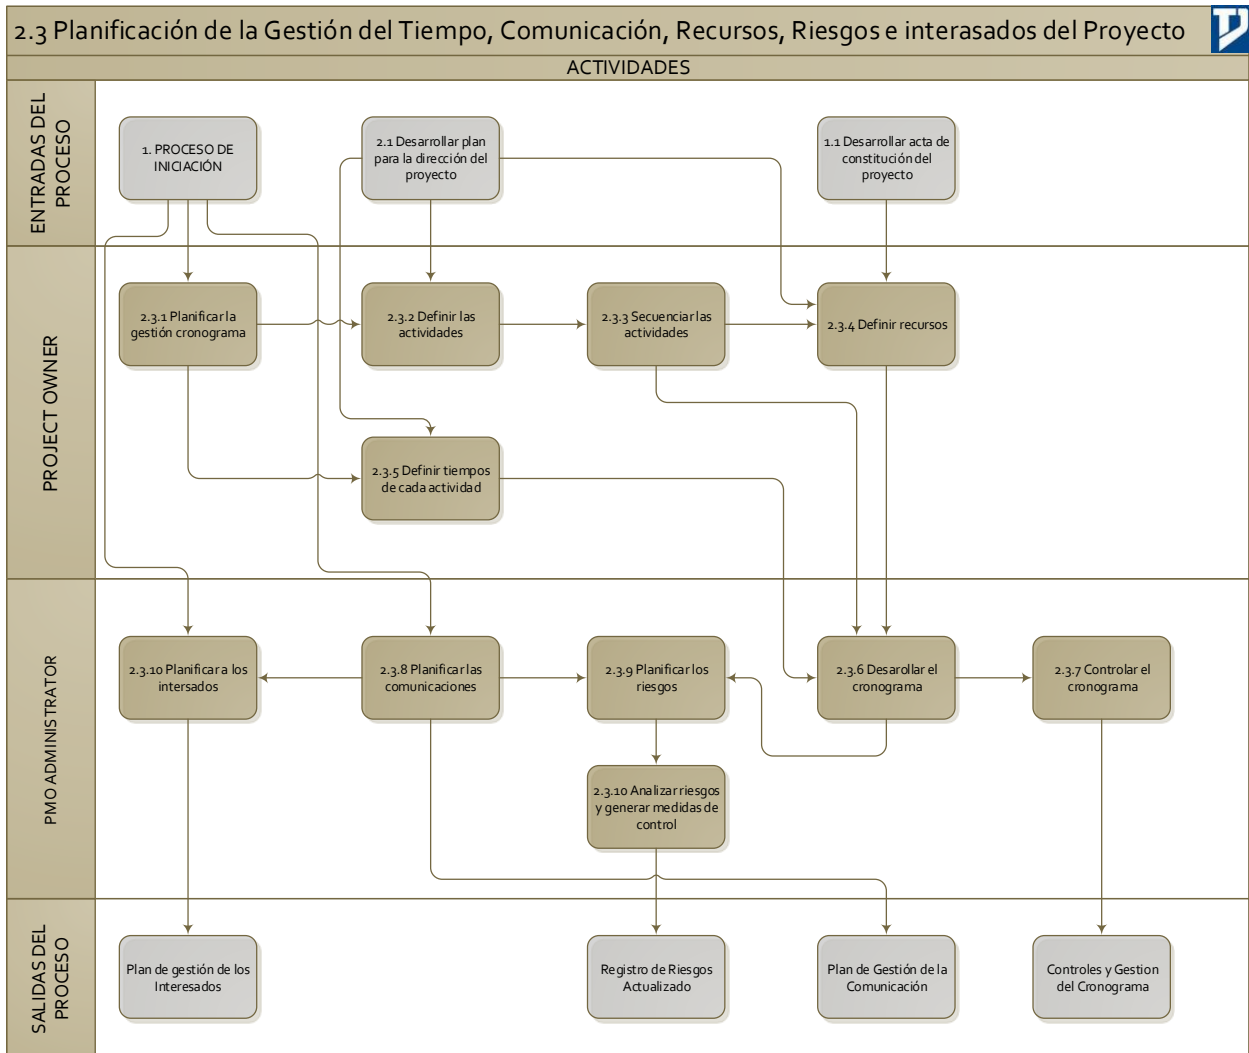 2.3 Planificación de la Gestión del Tiempo, Comunicación, Recursos, Riesgos e interasados del Proyecto
TJ
ACTIVIDADES
ENTRADAS DEL
PROCESO
1. PROCESO DE
INICIACIÓN
2.1 Desarrollar plan
para la dirección del
proyecto
1.1 Desarrollar acta de
constitución del
proyecto
PROJECT OWNER
2.3.1 Planificar la
gestión cronograma
2.3.2 Definir las
actividades
2.3.3 Secuenciar las
actividades
2.3.4 Definir recursos
2.3.5 Definir tiempos
de cada actividad
PMO ADMINISTRATOR
2.3.10 Planificar a los
intersados
2.3.8 Planificar las
comunicaciones
2.3.9 Planificar los
riesgos
2.3.6 Desarollar el
cronograma
2.3.7 Controlar el
cronograma
2.3.10 Analizar riesgos
y generar medidas de
control
SALIDAS DEL
PROCESO
Plan de gestión de los
Interesados
Registro de Riesgos
Actualizado
Plan de Gestión de la
Comunicación
Controles y Gestion
del Cronograma